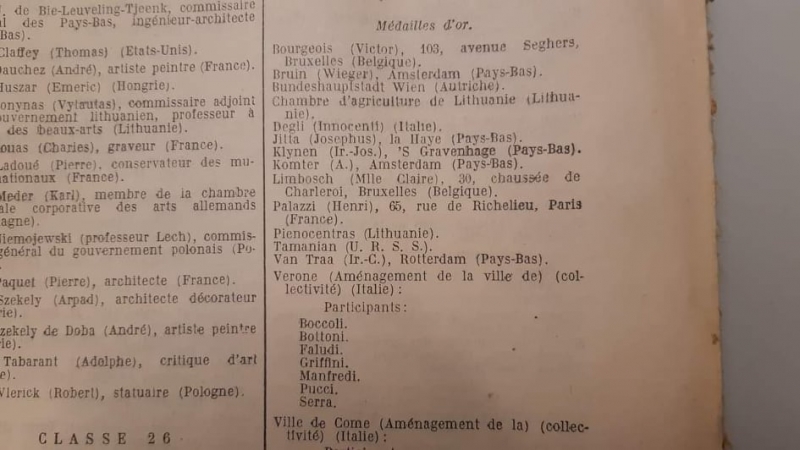 de Bie-Leuveling-Tjeenk, commissaire
des Pays-Bas, ingénieur-architecte
Bas).
Claffey (Thomas) (Etats-Unis).
Dauchez (André), artiste peintre (France).
Huszar (Emeric) (Hongrie).
(Vytautas), commissaire adjoint
gouvernement lithuanien, professeur à
des beaux-arts (Lithuanie).
(Charles), graveur (France).
Ladoué (Pierre), conservateur des mu-
nationaux (France).
Meder (Karl), membre de la chambre
ale corporative des arts allemands
agne).
Niemojewski (professeur Lech), commis-
général du gouvernement polonais (Po-
Paquet (Pierre), architecte (France).
Szekely (Arpad), architecte décorateur
rie).
zekely de Doba (André), artiste peintre
rie).
Tabarant (Adolphe), critique d'art
e).
Wlerick (Robert), statuaire (Pologne).
CLASSE 26
Médailles d'or.
Bourgeois (Victor), 103, avenue Seghers,
Bruxelles (Belgique).
Bruin (Wieger), Amsterdam (Pays-Bas).
Bundeshauptstadt Wien (Autriche).
Chambre d'agriculture de Lithuanie (Lithua-
nie).
Degli (Innocenti) (Italie).
Jitta (Josephus), la Haye (Pays-Bas).
Klynen (Ir.-Jos.), 'S Gravenhage (Pays-Bas).
Komter (A.), Amsterdam (Pays-Bas).
Limbosch (Mlle Claire), 30, chaussée de
Charleroi, Bruxelles (Belgique).
Palazzi (Henri), 65, rue de Richelieu, Paris
(France).
Pienocentras (Lithuanie).
Tamanian (U. R. S. S.).
Van Traa (Ir.-C.), Rotterdam (Pays-Bas).
Verone (Aménagement de la ville de) (col-
lectivité) (Italie) :
Participants :
Boccoli.
Bottoni.
Faludi.
Griffini.
Manfredi.
Pucci.
Serra.
Ville de Come (Aménagement de la) (collec-
tivité) (Italie) :